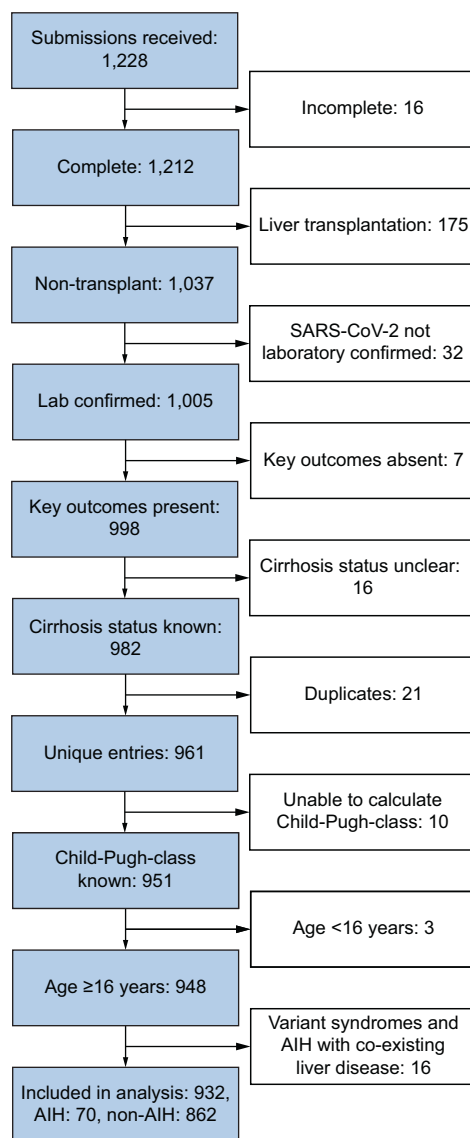 Submissions received:
1,228
Incomplete: 16
Complete: 1,212
Liver transplantation: 175
Non-transplant: 1,037
SARS-CoV-2 not
laboratory confirmed: 32
Lab confirmed: 1,005
Key outcomes absent: 7
Key outcomes present:
998
Cirrhosis status unclear:
16
Cirrhosis status known:
982
Duplicates: 21
Unique entries: 961
Unable to calculate
Child-Pugh-class: 10
Child-Pugh-class
known: 951
Age <16 years: 3
Age ≥16 years: 948
Variant syndromes and
AIH with co-existing
liver disease: 16
Included in analysis: 932,
AIH: 70, non-AIH: 862